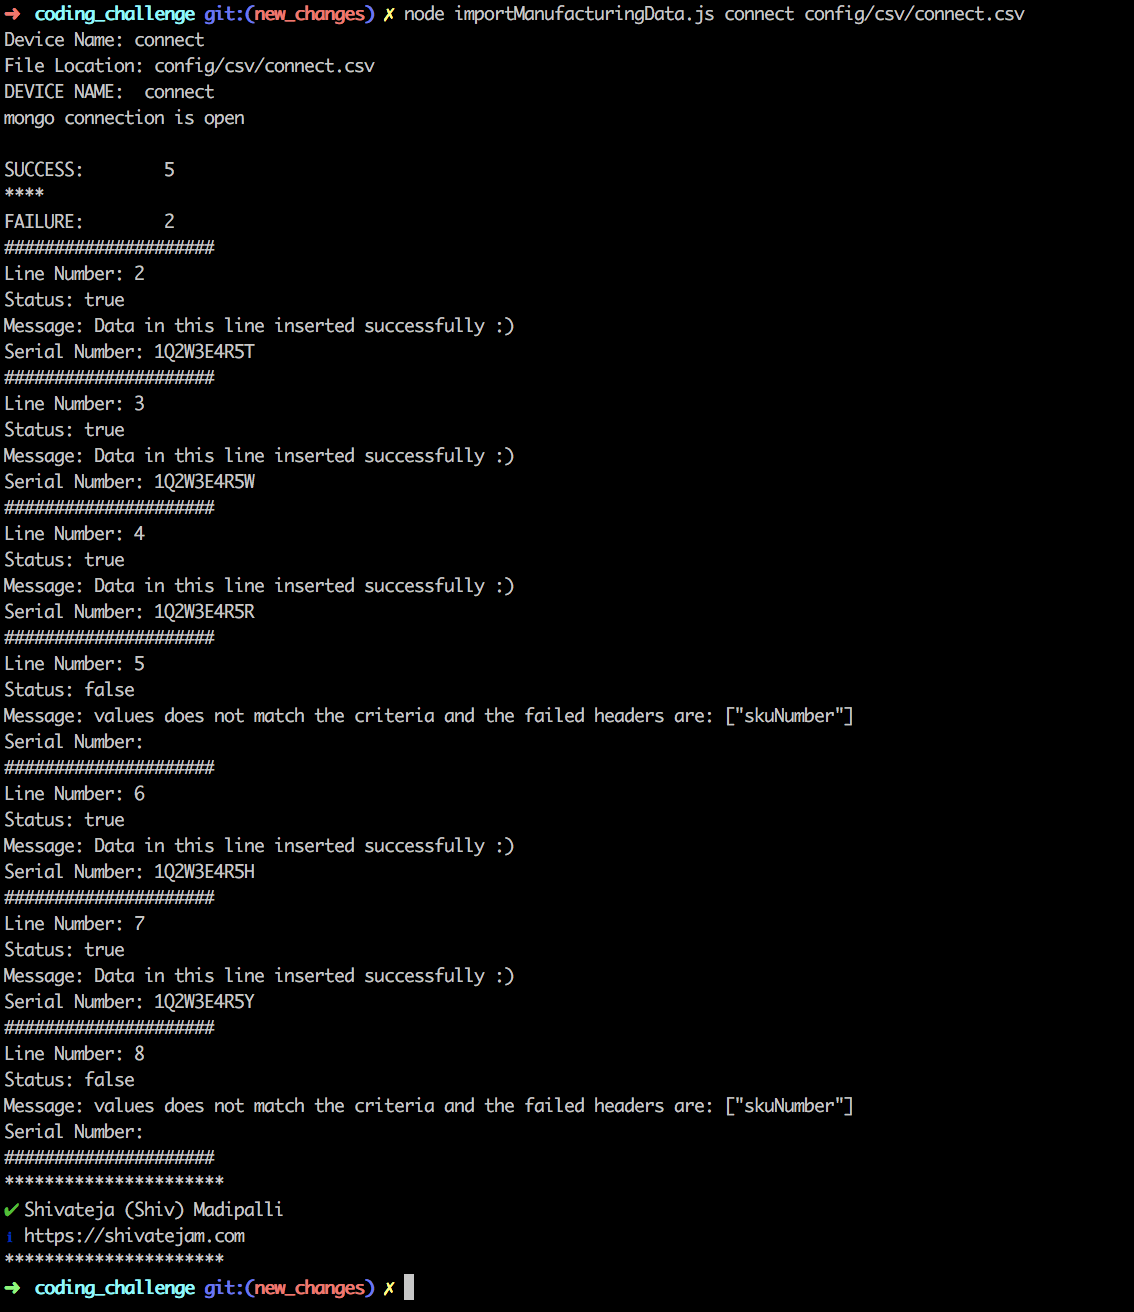 ➜ coding_challenge git:(new_changes) ✗ node importManufacturingData.js connect config/csv/connect.csv
Device Name: connect
File Location: config/csv/connect.csv
DEVICE NAME:  connect
mongo connection is open
SUCCESS:        5
****
FAILURE:        2
#####################
Line Number: 2
Status: true
Message: Data in this line inserted successfully :)
Serial Number: 1Q2W3E4R5T
#####################
Line Number: 3
Status: true
Message: Data in this line inserted successfully :)
Serial Number: 1Q2W3E4R5W
#####################
Line Number: 4
Status: true
Message: Data in this line inserted successfully :)
Serial Number: 1Q2W3E4R5R
#####################
Line Number: 5
Status: false
Message: values does not match the criteria and the failed headers are: ["skuNumber"]
Serial Number:
#####################
Line Number: 6
Status: true
Message: Data in this line inserted successfully :)
Serial Number: 1Q2W3E4R5H
#####################
Line Number: 7
Status: true
Message: Data in this line inserted successfully :)
Serial Number: 1Q2W3E4R5Y
#####################
Line Number: 8
Status: false
Message: values does not match the criteria and the failed headers are: ["skuNumber"]
Serial Number:
#####################
**********************
✔ Shivateja (Shiv) Madipalli
ℹ https://shivatejam.com
**********************
➜ coding_challenge git:(new_changes) ✗